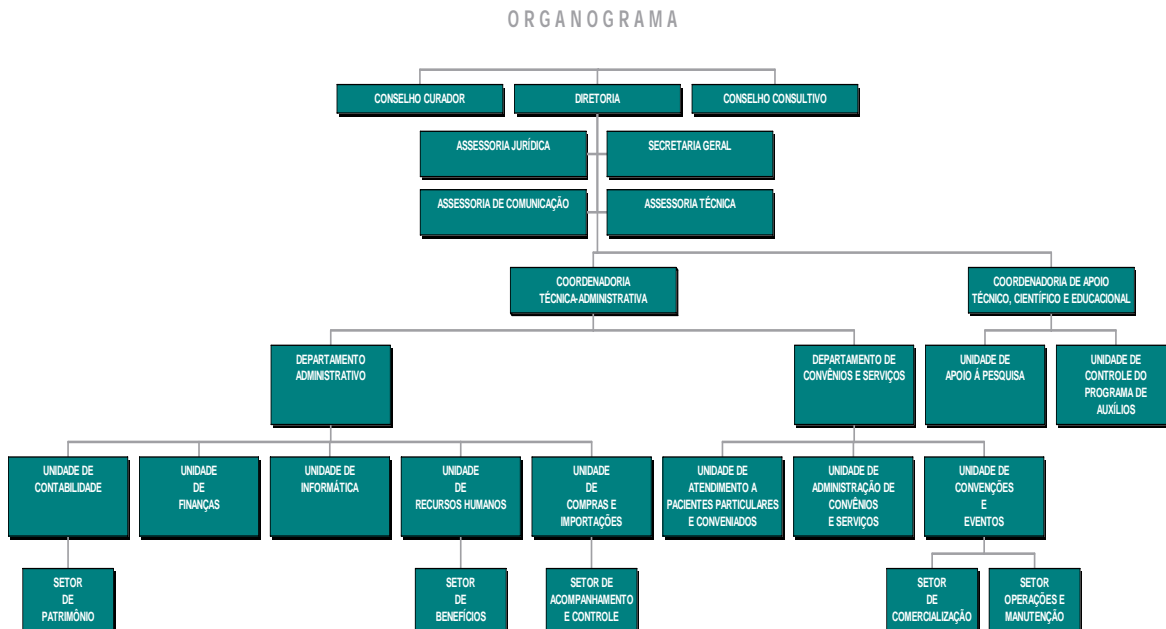 ORGANOGRAMA
CONSELHO CURADOR
DIRETORIA
CONSELHO CONSULTIVO
ASSESSORIA JURÍDICA
SECRETARIA GERAL
ASSESSORIA DE COMUNICAÇÃO
ASSESSORIA TÉCNICA
COORDENADORIA
TÉCNICA-ADMINISTRATIVA
COORDENADORIA DE APOIO
TÉCNICO, CIENTÍFICO E EDUCACIONAL
DEPARTAMENTO
ADMINISTRATIVO
DEPARTAMENTO DE
CONVÊNIOS E SERVIÇOS
UNIDADE DE
APOIO Á PESQUISA
UNIDADE DE
CONTROLE DO
PROGRAMA DE
AUXÍLIOS
UNIDADE DE
CONTABILIDADE
UNIDADE
DE
FINANÇAS
UNIDADE DE
INFORMÁTICA
UNIDADE
DE
RECURSOS HUMANOS
UNIDADE
DE
COMPRAS E
IMPORTAÇÕES
UNIDADE DE
ATENDIMENTO A
PACIENTES PARTICULARES
E CONVENIADOS
UNIDADE DE
ADMINISTRAÇÃO DE
CONVÊNIOS
E SERVIÇOS
UNIDADE DE
CONVENÇÕES
E
EVENTOS
SETOR
DE
PATRIMÔNIO
SETOR
DE
BENEFÍCIOS
SETOR DE
ACOMPANHAMENTO
E CONTROLE
SETOR
DE
COMERCIALIZAÇÃO
SETOR
OPERAÇÕES E
MANUTENÇÃO